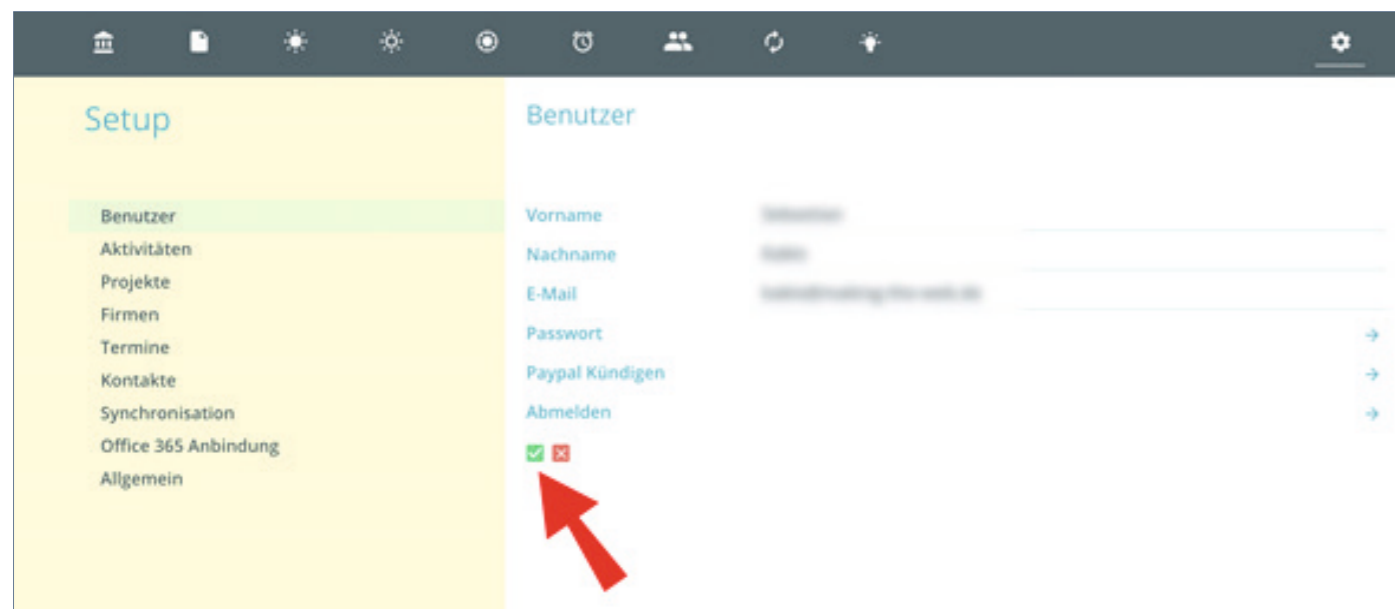 Setup
Benutzer
Aktivitäten
Projekte
Firmen
Termine
Kontakte
Synchronisation
Office 365 Anbindung
Allgemein
Benutzer
Vorname
Nachname
E-Mail
Passwort
Paypal Kündigen
Abmelden